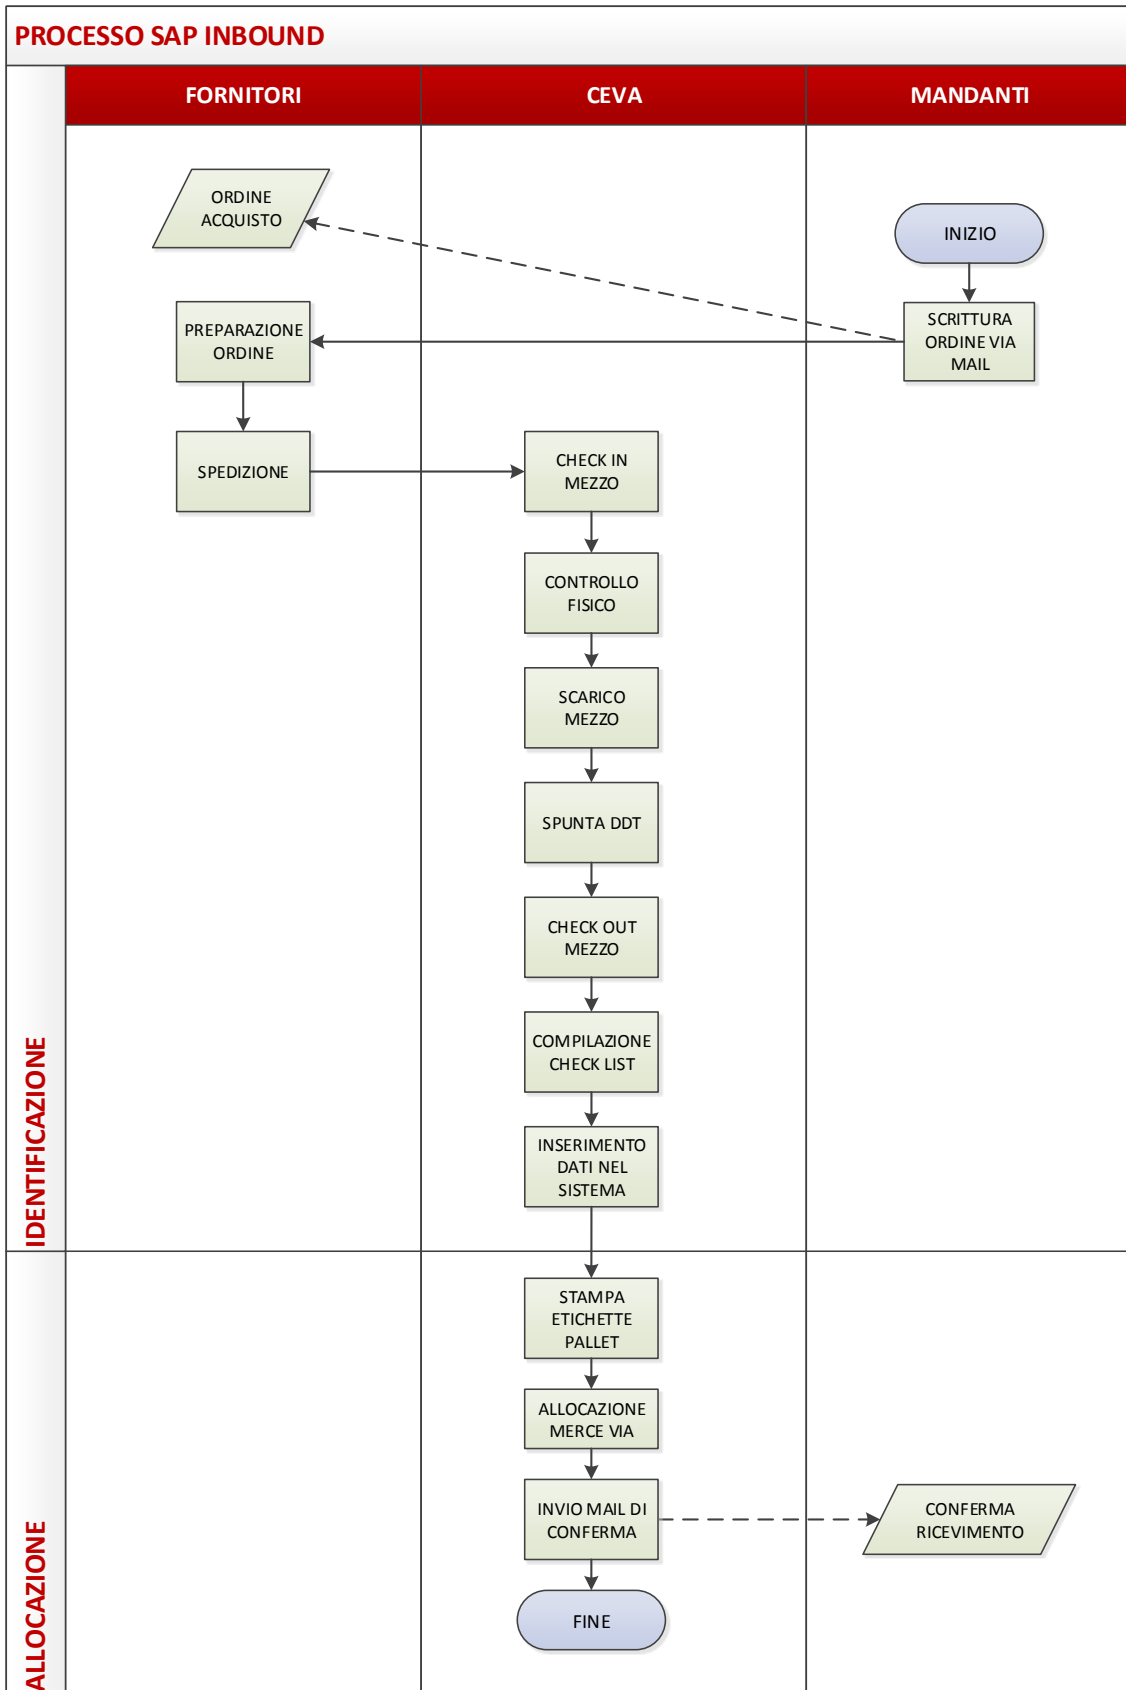 PROCESSO SAP INBOUND
FORNITORI
CEVA
MANDANTI
ORDINE
ACQUISTO
INIZIO
PREPARAZIONE
ORDINE
SCRITTURA
ORDINE VIA
MAIL
SPEDIZIONE
CHECK IN
MEZZO
CONTROLLO
FISICO
SCARICO
MEZZO
SPUNTA DDT
CHECK OUT
MEZZO
COMPILAZIONE
CHECK LIST
INSERIMENTO
DATI NEL
SISTEMA
IDENTIFICAZIONE
STAMPA
ETICHETTE
PALLET
ALLOCAZIONE
MERCE VIA
INVIO MAIL DI
CONFERMA
CONFERMA
RICEVIMENTO
FINE
ALLOCAZIONE